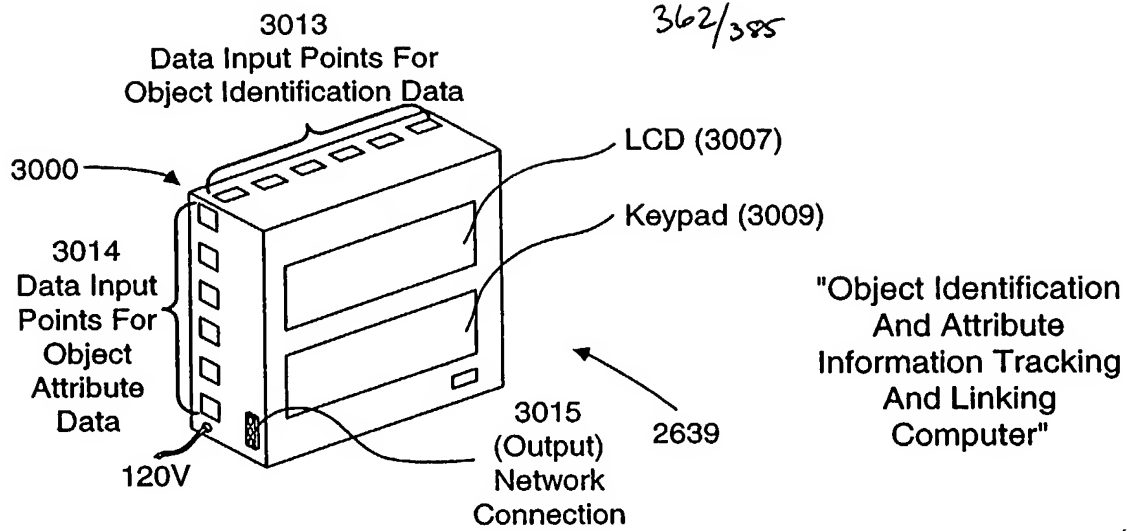 362/385
3013
Data Input Points For
Object Identification Data
LCD (3007)
3000
Keypad (3009)
3014
Data Input
Points For
Object
Attribute
Data
"Object Identification
And Attribute
Information Tracking
And Linking
Computer"
3015
(Output)
Network
Connection
2639
120V